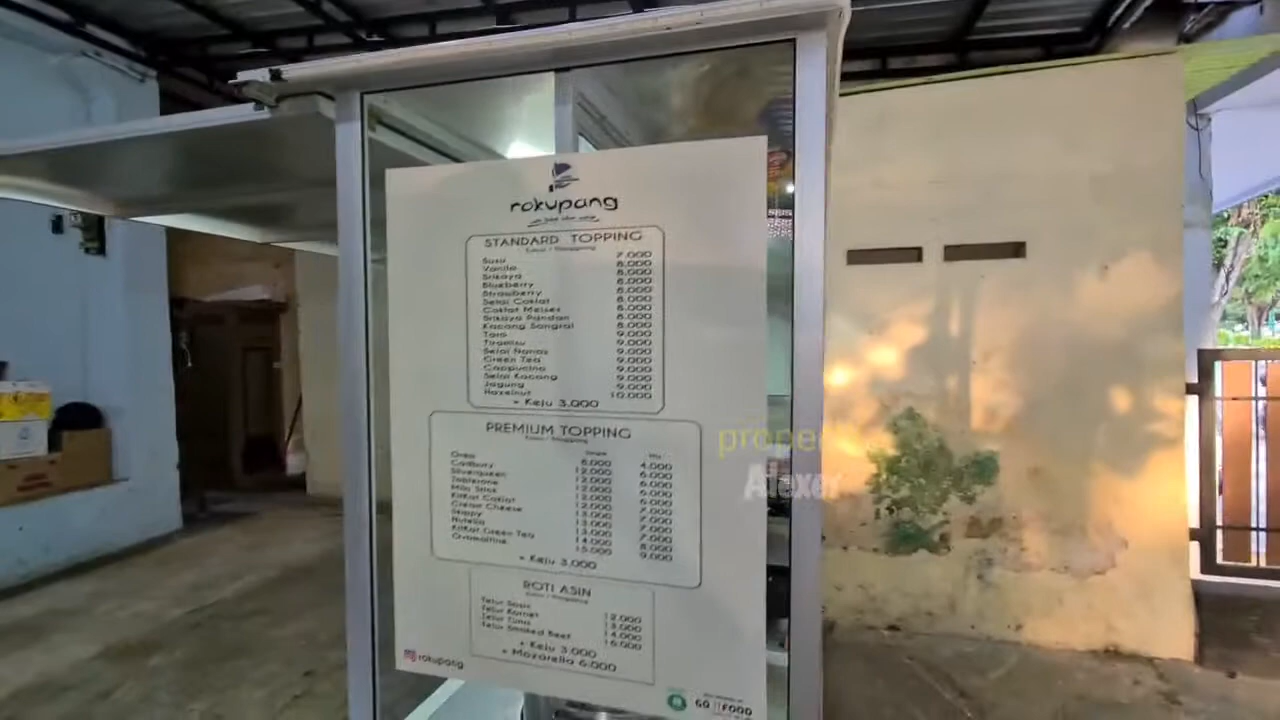 rokupang
STANDARD TOPPING
Susu 7.000
Vanila 8.000
Srikaya 8.000
Blueberry 8.000
Strawberry 8.000
Selai Coklat 8.000
Coklat Meises 8.000
Srikaya Pandan 8.000
Kacang Sangrai 8.000
Taro 9.000
Tiramisu 9.000
Selai Nanas 9.000
Green Tea 9.000
Cappucino 9.000
Selai Kacang 9.000
Jagung 9.000
Hazelnut 10.000
+ Keju 3.000
PREMIUM TOPPING
Oreo 8.000 4.000
Cadbury 12.000 6.000
Silverqueen 12.000 6.000
Toblerone 12.000 6.000
Milo Stick 12.000 6.000
KitKat Coklat 12.000 7.000
Cream Cheese 13.000 7.000
Skippy 13.000 7.000
Nutella 13.000 7.000
KitKat Green Tea 14.000 8.000
Ovomaltine 15.000 9.000
+ Keju 3.000
ROTI ASIN
Telur Sosis 12.000
Telur Kornet 13.000
Telur Tuna 14.000
Telur Smoked Beef 15.000
+ Keju 3.000
+ Mozarella 6.000
rokupang
GO FOOD
proper
Alexer